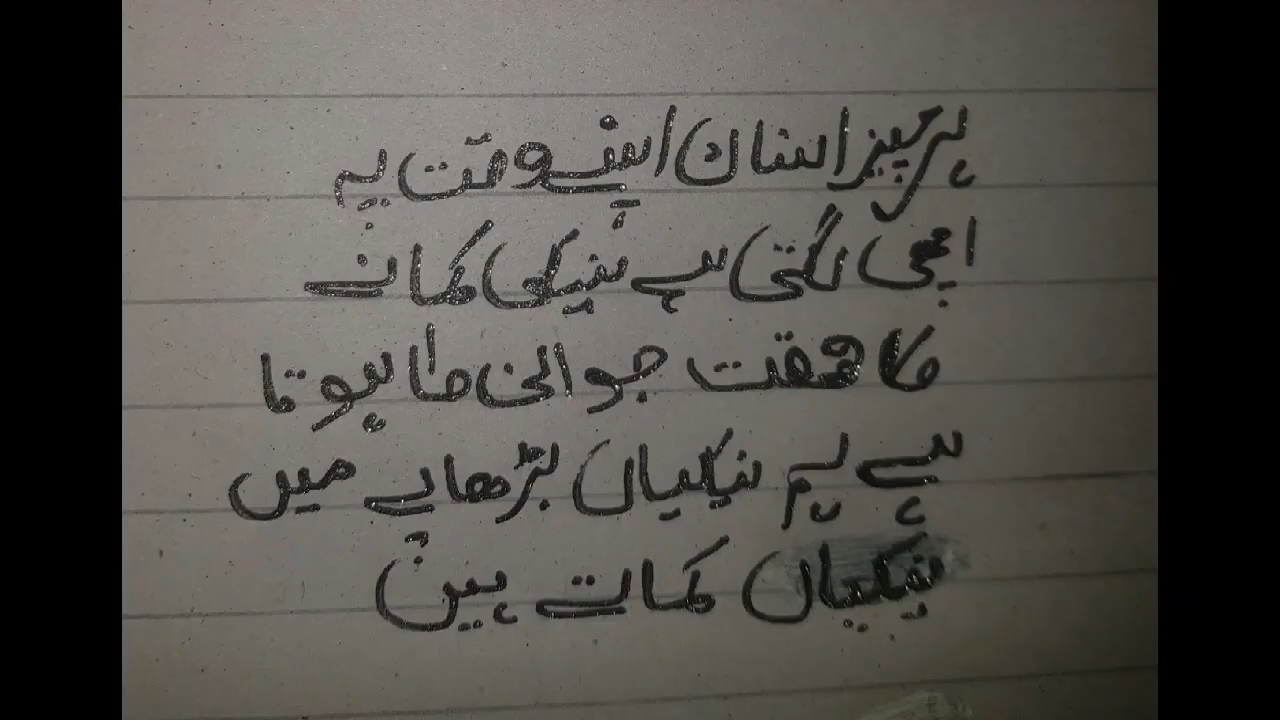 ہر چیز انسان اپنے وقت پہ
اچھی لگتی ہے نیکی کمانے
کا وقت جوانی کا ہوتا
ہے ہم نیکیاں بڑھاپے میں
نیکیاں کماتے ہیں